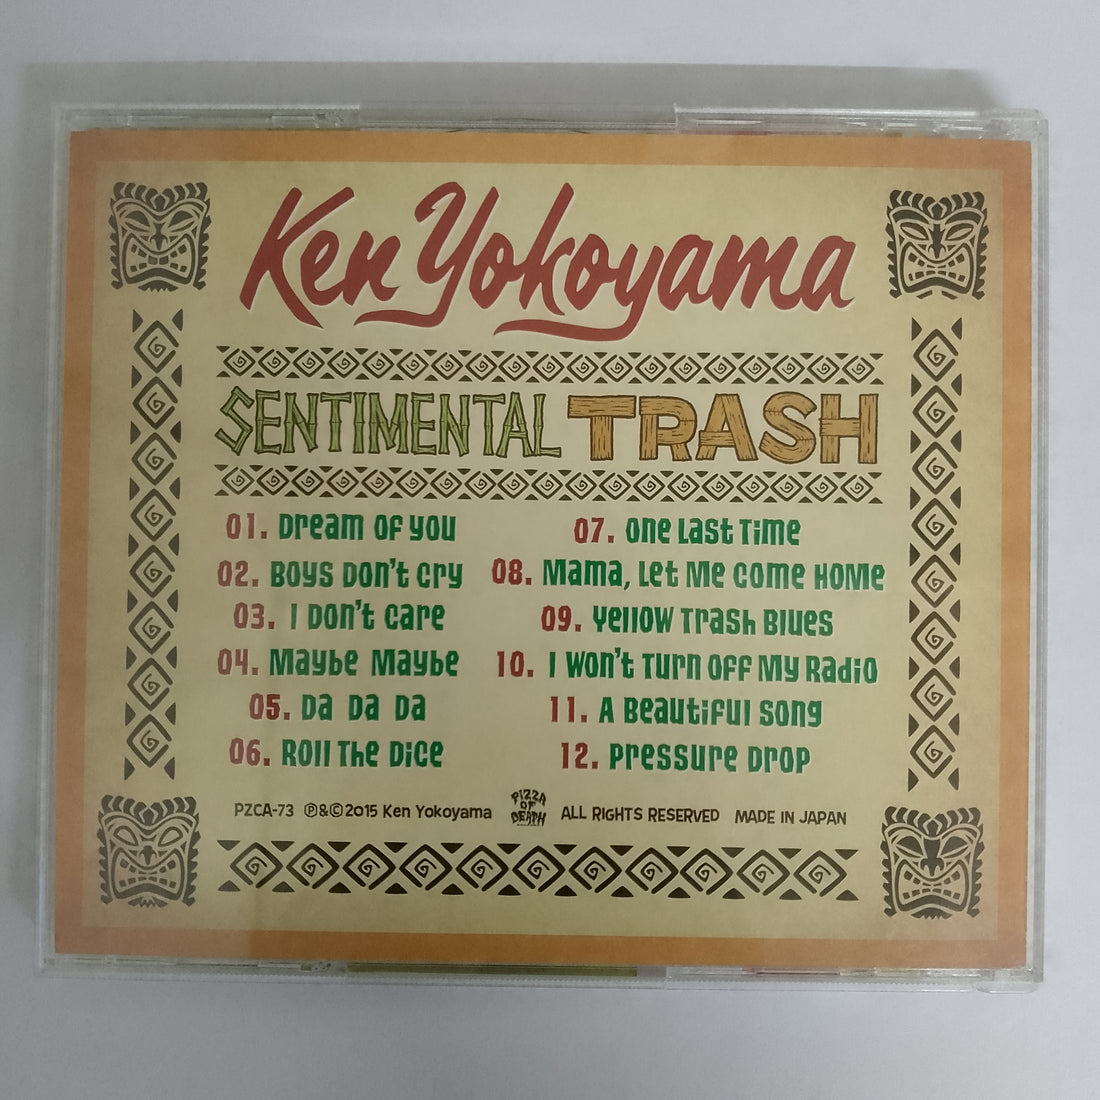 Ken Yokoyama
SENTIMENTAL TRASH
01. Dream Of You
02. Boys Don't Cry
03. I Don't Care
04. Maybe Maybe
05. Da Da Da
06. Roll The Dice
07. One Last Time
08. Mama, Let Me Come Home
09. Yellow Trash Blues
10. I Won't Turn Off My Radio
11. A Beautiful Song
12. Pressure Drop
PZCA-73 ℗&©2015 Ken Yokoyama
PIZZA
OF
DEATH
ALL RIGHTS RESERVED MADE IN JAPAN